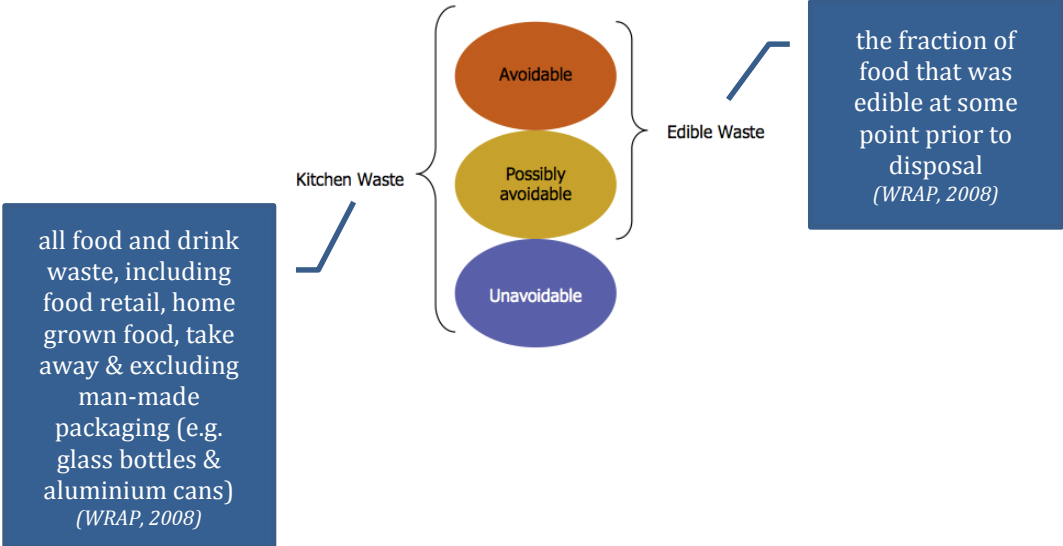 Avoidable
Possibly
avoidable
Unavoidable
Kitchen Waste
Edible Waste
the fraction of
food that was
edible at some
point prior to
disposal
(WRAP, 2008)
all food and drink
waste, including
food retail, home
grown food, take
away & excluding
man-made
packaging (e.g.
glass bottles &
aluminium cans)
(WRAP, 2008)